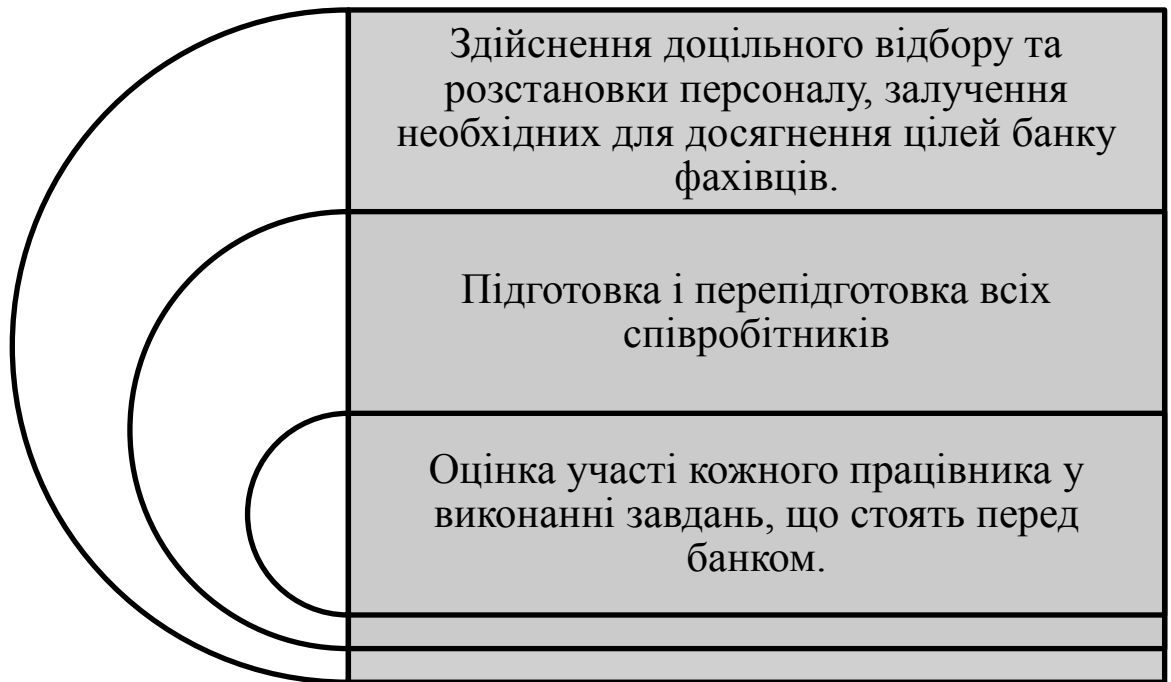 Здійснення доцільного відбору та
розстановки персоналу, залучення
необхідних для досягнення цілей банку
фахівців.
Підготовка і перепідготовка всіх
співробітників
Оцінка участі кожного працівника у
виконанні завдань, що стоять перед
банком.